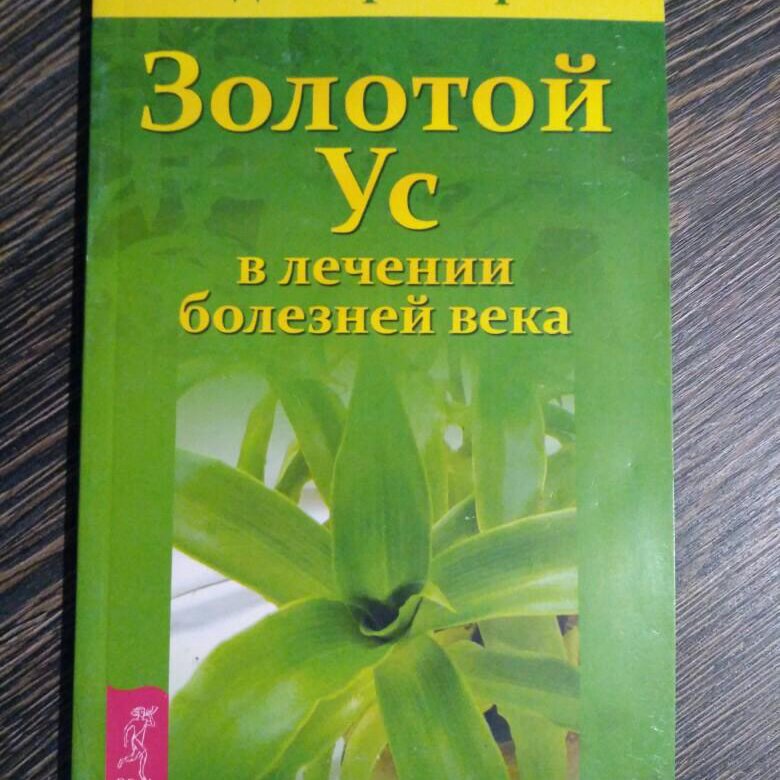 Золотой
Ус
в лечении
болезней века